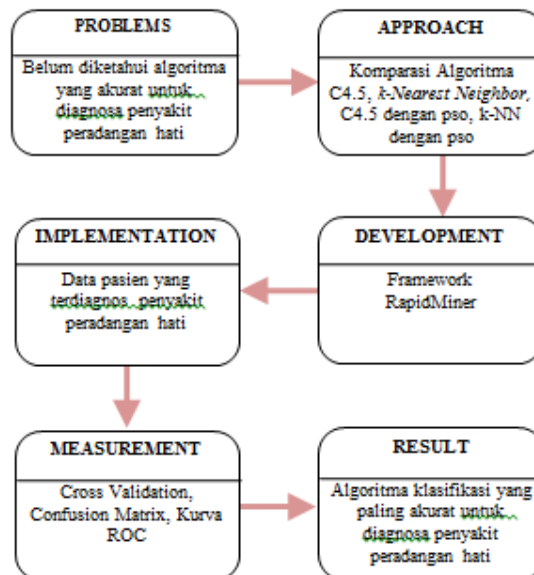 PROBLEMS
Belum diketahui algoritma
yang akurat untuk
diagnosa penyakit
peradangan hati
APPROACH
Komparasi Algoritma
C4.5, k-Nearest Neighbor,
C4.5 dengan pso, k-NN
dengan pso
DEVELOPMENT
Framework
RapidMiner
IMPLEMENTATION
Data pasien yang
terdiagnos penyakit
peradangan hati
MEASUREMENT
Cross Validation,
Confusion Matrix, Kurva
ROC
RESULT
Algoritma klasifikasi yang
paling akurat untuk
diagnosa penyakit
peradangan hati